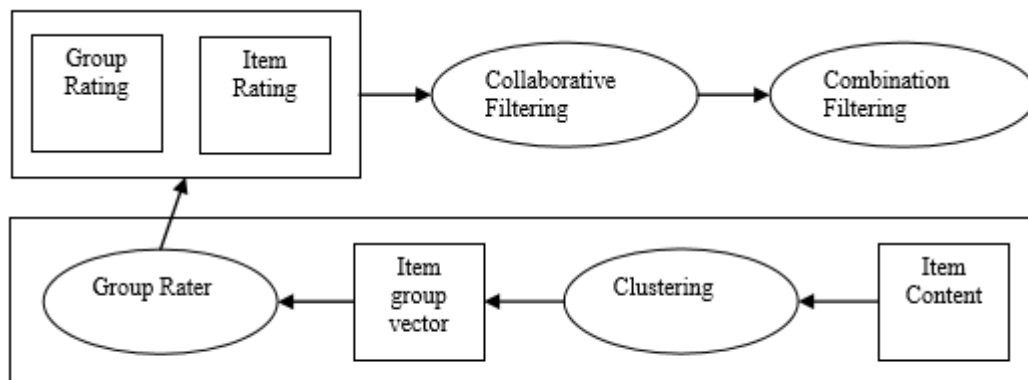 Group
Rating
Item
Rating
Collaborative
Filtering
Combination
Filtering
Group Rater
Item
group
vector
Clustering
Item
Content